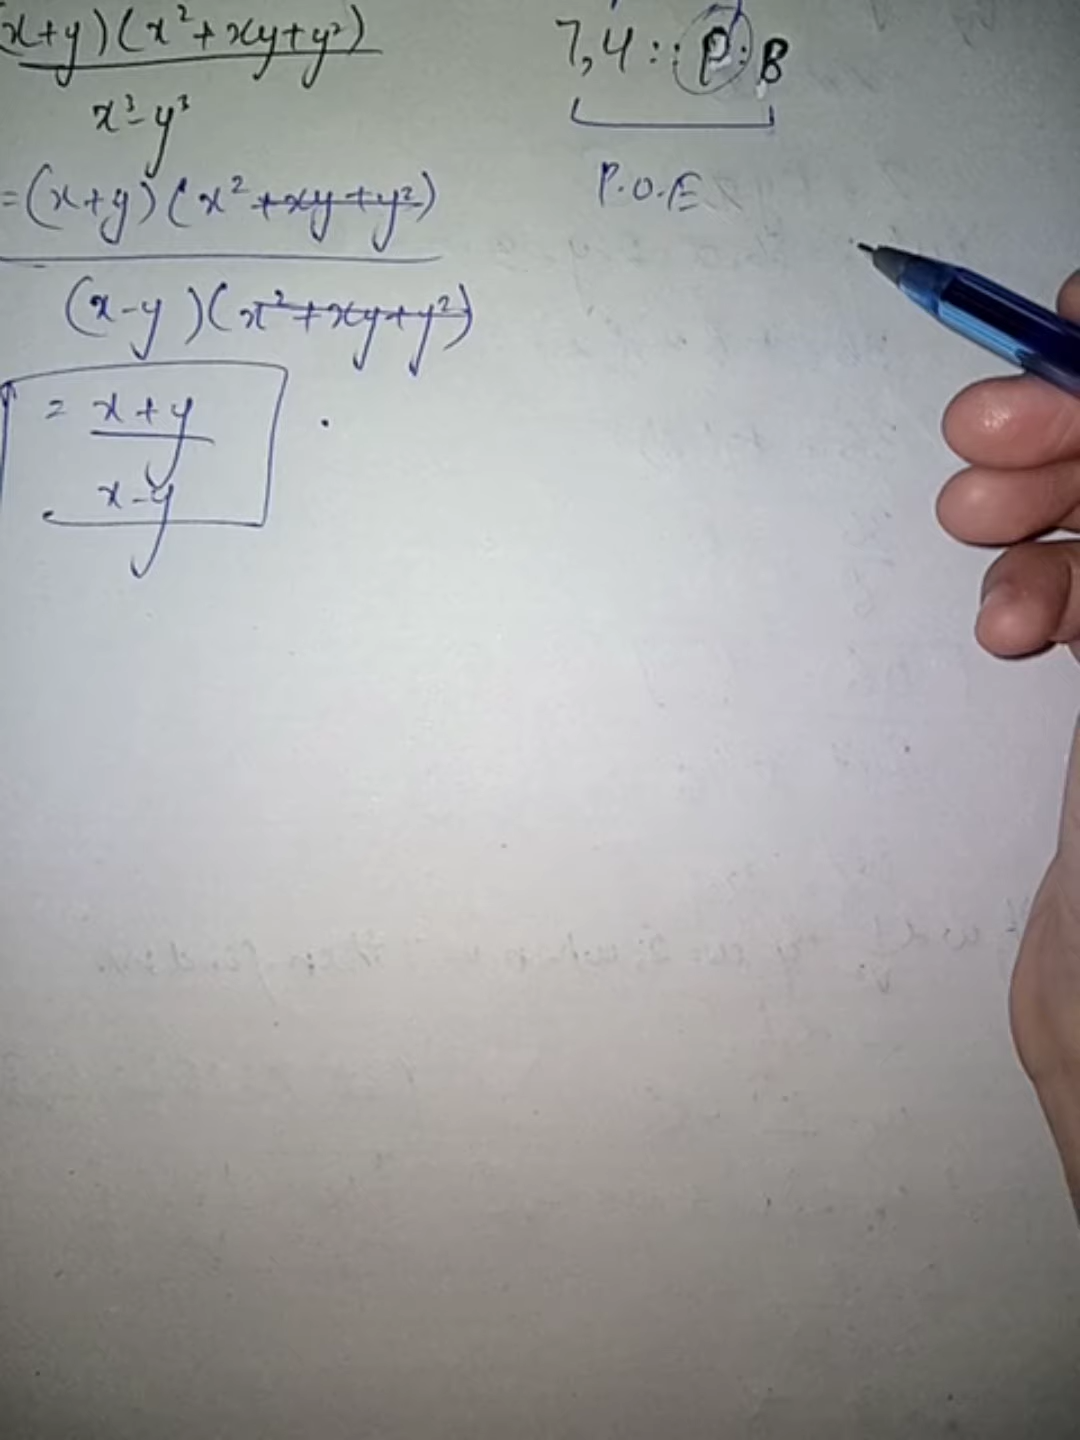 (x+y)(x²+xy+y²)
x³-y³
=(x+y)(x²+xy+y²)
(x-y)(x²+xy+y²)
= x+y
x-y
7,4::P:B
P.O.E